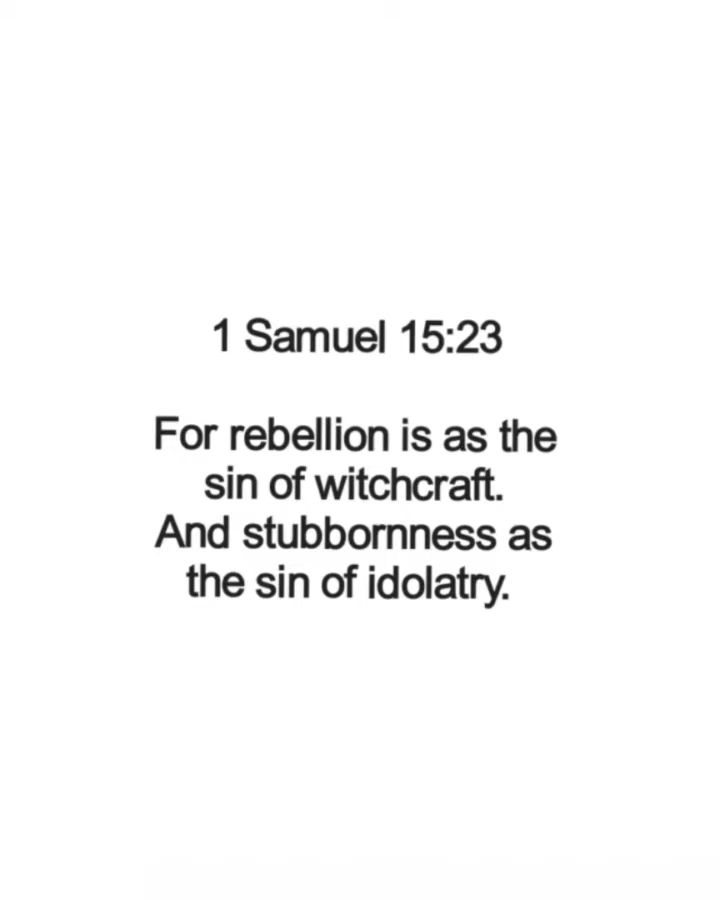 1 Samuel 15:23
For rebellion is as the
sin of witchcraft.
And stubbornness as
the sin of idolatry.